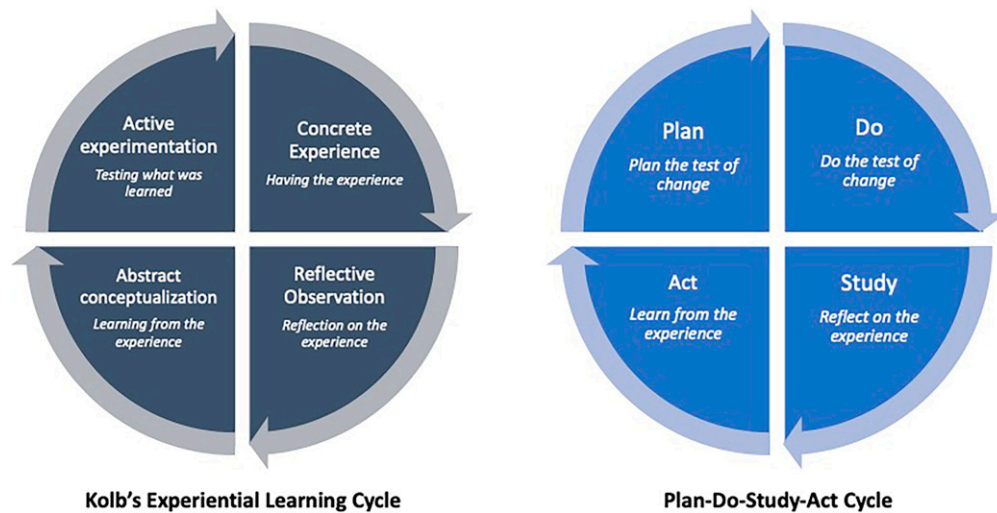 Active
experimentation
Testing what was
learned
Concrete
Experience
Having the experience
Abstract
conceptualization
Learning from the
experience
Reflective
Observation
Reflection on the
experience
Kolb's Experiential Learning Cycle
Plan
Plan the test of
change
Do
Do the test of
change
Act
Learn from the
experience
Study
Reflect on the
experience
Plan-Do-Study-Act Cycle